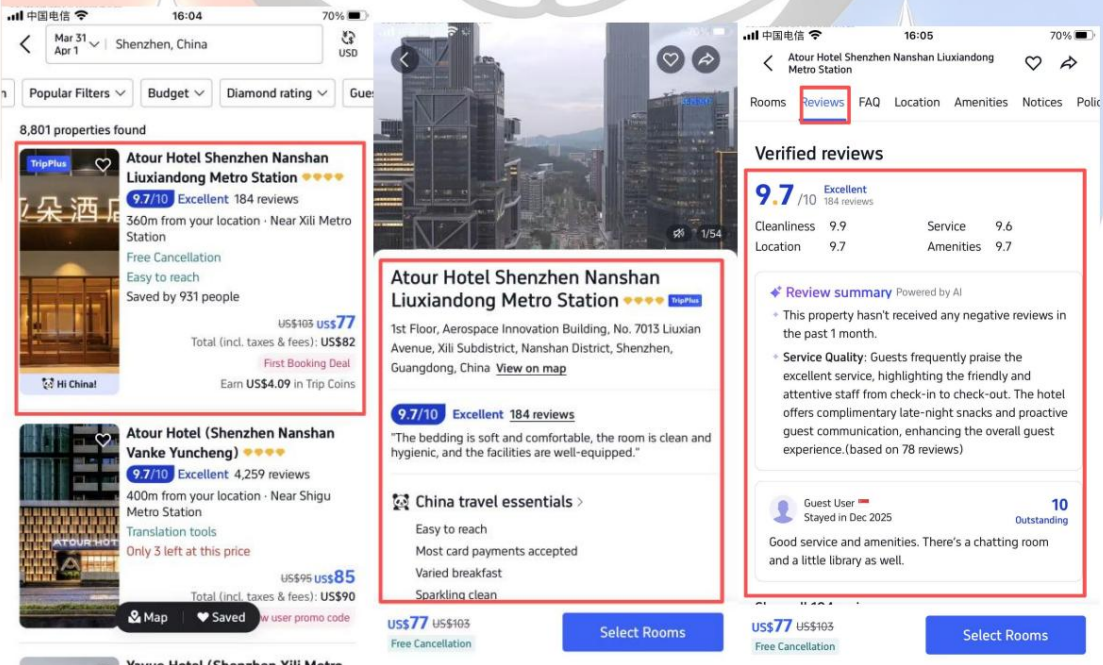 中国电信
16:04
70%
Mar 31
Apr 1
Shenzhen, China
USD
Popular Filters
Budget
Diamond rating
8,801 properties found
TripPlus
Atour Hotel Shenzhen Nanshan
Liuxiandong Metro Station
9.7/10 Excellent 184 reviews
360m from your location · Near Xili Metro
Station
Free Cancellation
Easy to reach
Saved by 931 people
US$103 US$77
Total (incl. taxes & fees): US$82
First Booking Deal
Earn US$4.09 in Trip Coins
朵酒店
Hi China!
Atour Hotel (Shenzhen Nanshan
Vanke Yuncheng)
9.7/10 Excellent 4,259 reviews
400m from your location · Near Shigu
Metro Station
Translation tools
Only 3 left at this price
US$95 US$85
Total (incl. taxes & fees): US$90
user promo code
ATOUR HOT
Map
Saved
1/54
Atour Hotel Shenzhen Nanshan
Liuxiandong Metro Station TripPlus
1st Floor, Aerospace Innovation Building, No. 7013 Liuxian
Avenue, Xili Subdistrict, Nanshan District, Shenzhen,
Guangdong, China View on map
9.7/10 Excellent 184 reviews
"The bedding is soft and comfortable, the room is clean and
hygienic, and the facilities are well-equipped."
China travel essentials >
Easy to reach
Most card payments accepted
Varied breakfast
Sparkling clean
US$77 US$103
Free Cancellation
Select Rooms
中国电信
16:05
70%
Atour Hotel Shenzhen Nanshan Liuxiandong
Metro Station
Rooms Reviews FAQ Location Amenities Notices
Verified reviews
9.7 /10 Excellent
184 reviews
Cleanliness 9.9 Service 9.6
Location 9.7 Amenities 9.7
Review summary Powered by AI
This property hasn't received any negative reviews in
the past 1 month.
Service Quality: Guests frequently praise the
excellent service, highlighting the friendly and
attentive staff from check-in to check-out. The hotel
offers complimentary late-night snacks and proactive
guest communication, enhancing the overall guest
experience.(based on 78 reviews)
Guest User
Stayed in Dec 2025
10
Outstanding
Good service and amenities. There's a chatting room
and a little library as well.
US$77 US$103
Free Cancellation
Select Rooms